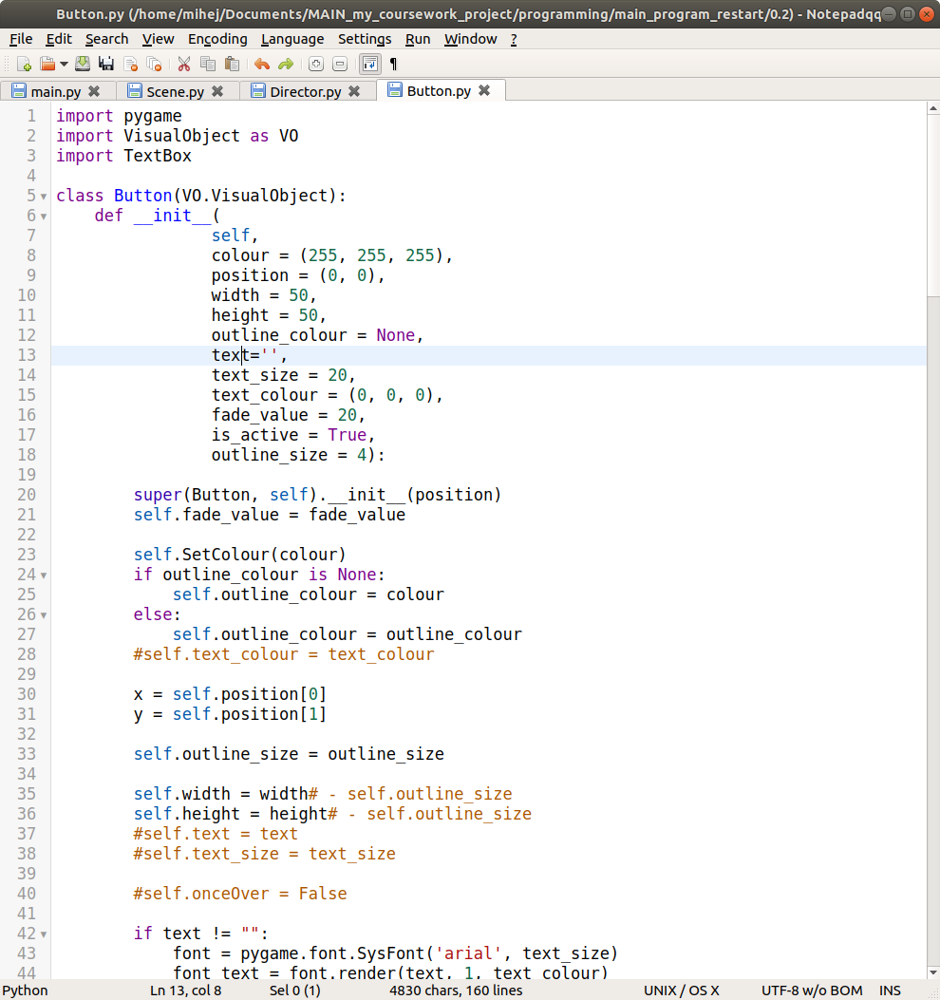 Button.py (/home/mihej/Documents/MAIN_my_coursework_project/programming/main_program_restart/0.2) - Notepadqq
File Edit Search View Encoding Language Settings Run Window ?
main.py Scene.py Director.py Button.py
1 import pygame
2 import VisualObject as VO
3 import TextBox
4
5 class Button(VO.VisualObject):
6     def __init__(
7                 self,
8                 colour = (255, 255, 255),
9                 position = (0, 0),
10                 width = 50,
11                 height = 50,
12                 outline_colour = None,
13                 text='',
14                 text_size = 20,
15                 text_colour = (0, 0, 0),
16                 fade_value = 20,
17                 is_active = True,
18                 outline_size = 4):
19
20         super(Button, self).__init__(position)
21         self.fade_value = fade_value
22
23         self.SetColour(colour)
24         if outline_colour is None:
25             self.outline_colour = colour
26         else:
27             self.outline_colour = outline_colour
28         #self.text_colour = text_colour
29
30         x = self.position[0]
31         y = self.position[1]
32
33         self.outline_size = outline_size
34
35         self.width = width# - self.outline_size
36         self.height = height# - self.outline_size
37         #self.text = text
38         #self.text_size = text_size
39
40         #self.onceOver = False
41
42         if text != "":
43             font = pygame.font.SysFont('arial', text_size)
44             font_text = font.render(text, 1, text_colour)
Python Ln 13, col 8 Sel 0 (1) 4830 chars, 160 lines UNIX / OS X UTF-8 w/o BOM INS